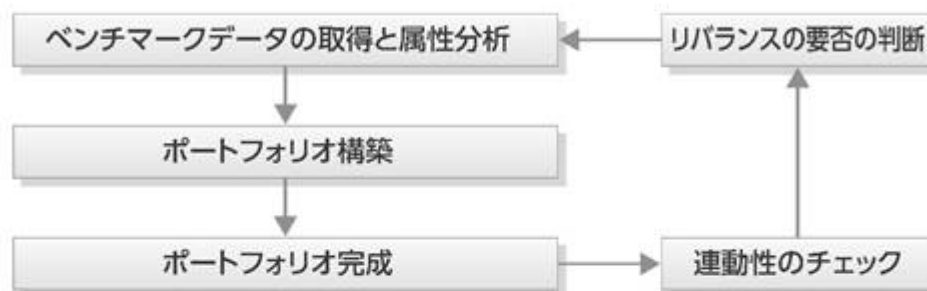 ベンチマークデータの取得と属性分析
リバランスの要否の判断
ポートフォリオ構築
ポートフォリオ完成
連動性のチェック